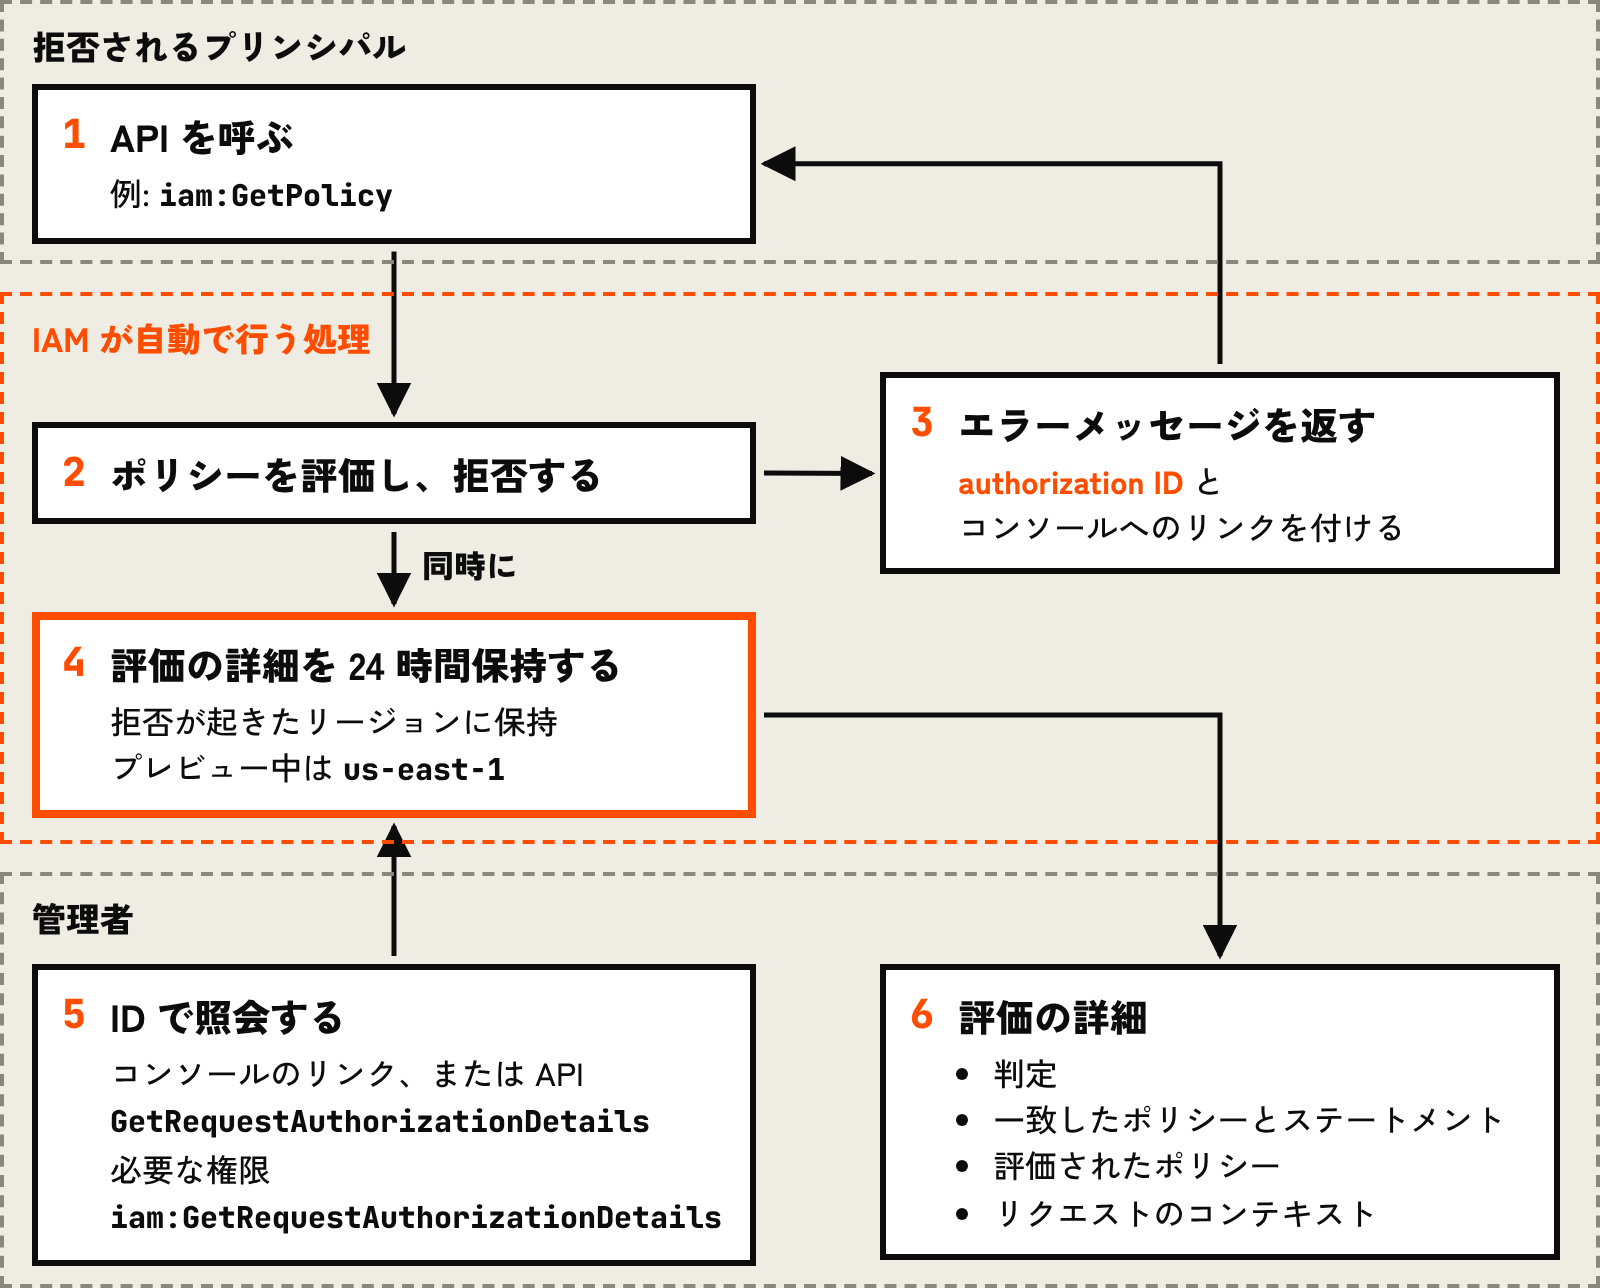 拒否されるプリンシパル
1 API を呼ぶ
例: iam:GetPolicy
IAM が自動で行う処理
2 ポリシーを評価し、拒否する
3 エラーメッセージを返す
authorization ID と
コンソールへのリンクを付ける
同時に
4 評価の詳細を 24 時間保持する
拒否が起きたリージョンに保持
プレビュー中は us-east-1
管理者
5 ID で照会する
コンソールのリンク、または API
GetRequestAuthorizationDetails
必要な権限
iam:GetRequestAuthorizationDetails
6 評価の詳細
• 判定
• 一致したポリシーとステートメント
• 評価されたポリシー
• リクエストのコンテキスト